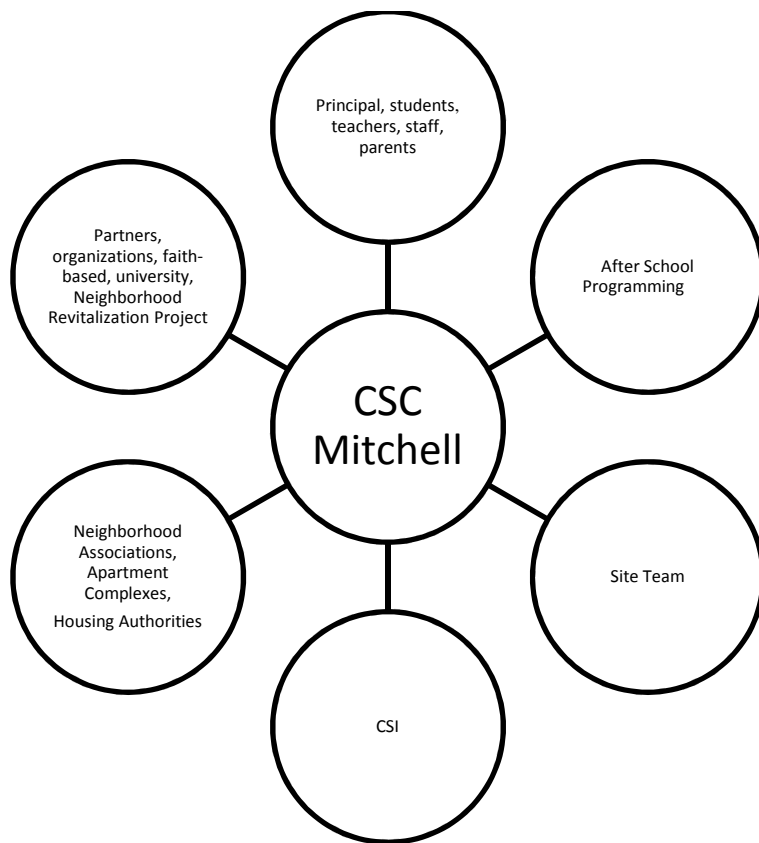 Principal, students,
teachers, staff,
parents
Partners,
organizations, faith-
based, university,
Neighborhood
Revitalization Project
After School
Programming
CSC
Mitchell
Neighborhood
Associations,
Apartment
Complexes,
Housing Authorities
Site Team
CSI